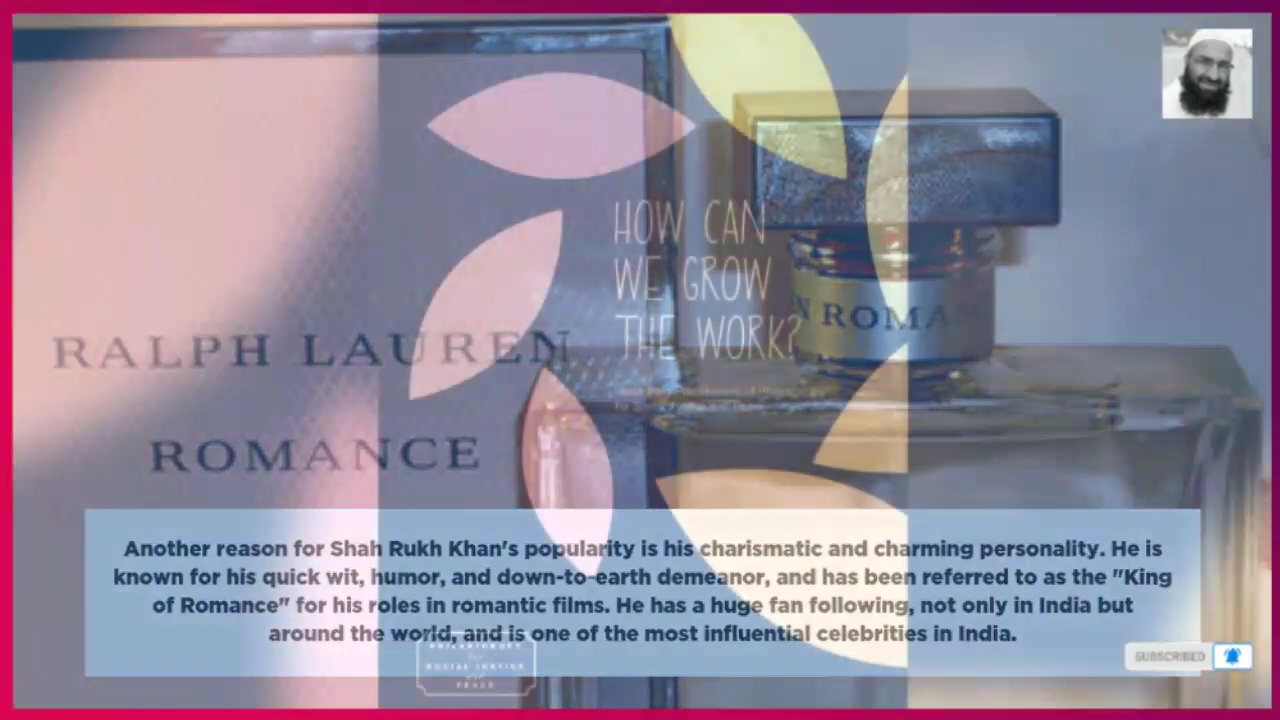 HOW CAN
WE GROW
THE WORK?
N ROMA
RALPH LAUREN
ROMANCE
Another reason for Shah Rukh Khan's popularity is his charismatic and charming personality. He is
known for his quick wit, humor, and down-to-earth demeanor, and has been referred to as the "King
of Romance" for his roles in romantic films. He has a huge fan following, not only in India but
around the world, and is one of the most influential celebrities in India.
PHILANTHROPY
SOCIAL JUSTICE
PEACE
SUBSCRIBED